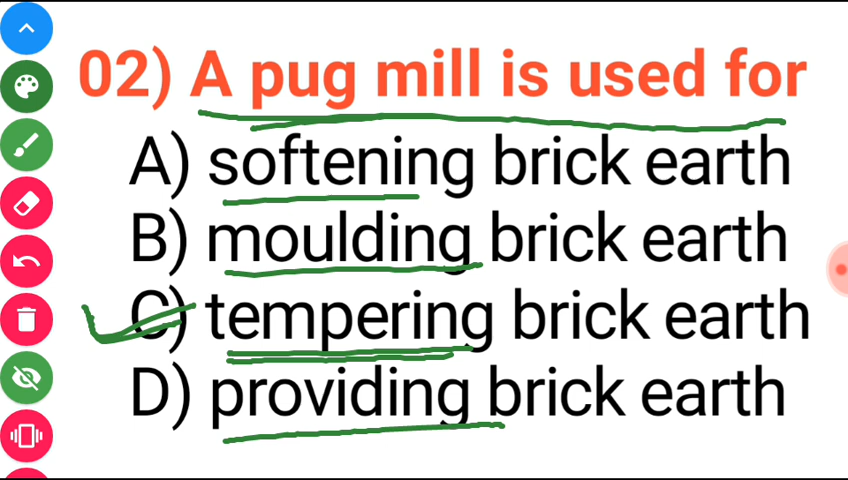 02) A pug mill is used for
A) softening brick earth
B) moulding brick earth
C) tempering brick earth
D) providing brick earth